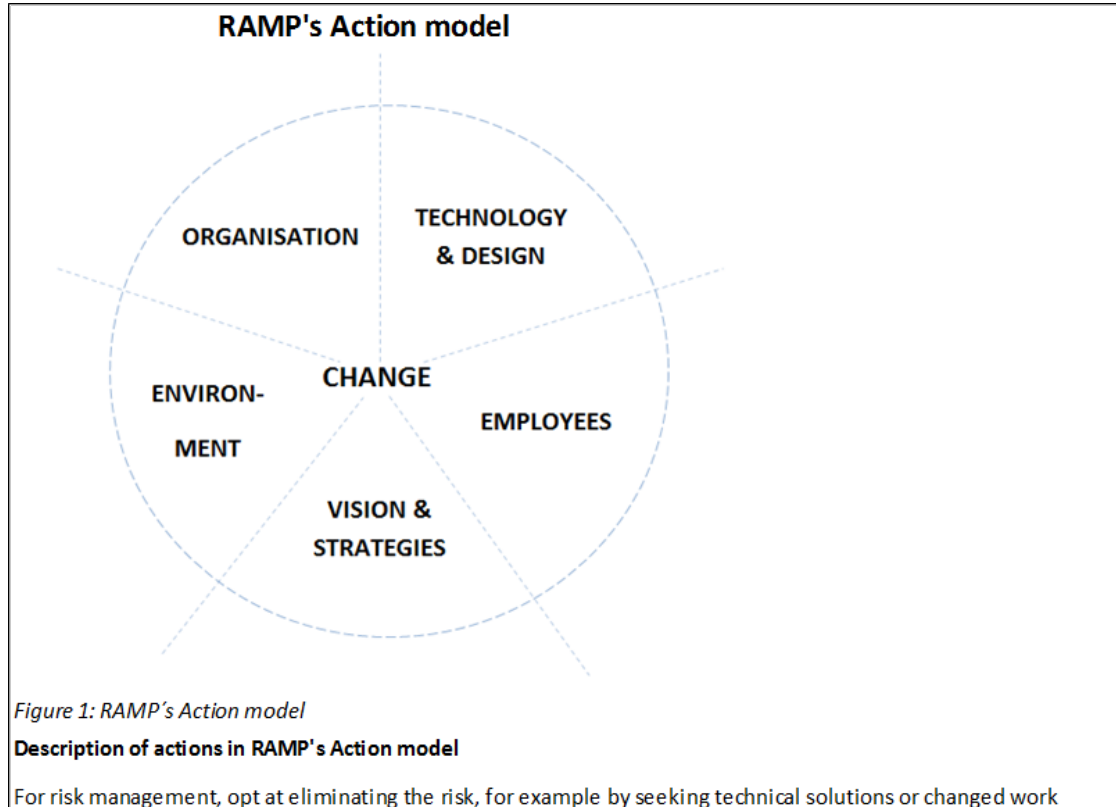 RAMP's Action model
ORGANISATION
TECHNOLOGY
& DESIGN
ENVIRON-
MENT
CHANGE
EMPLOYEES
VISION &
STRATEGIES
Figure 1: RAMP´s Action model
Description of actions in RAMP's Action model
For risk management, opt at eliminating the risk, for example by seeking technical solutions or changed work